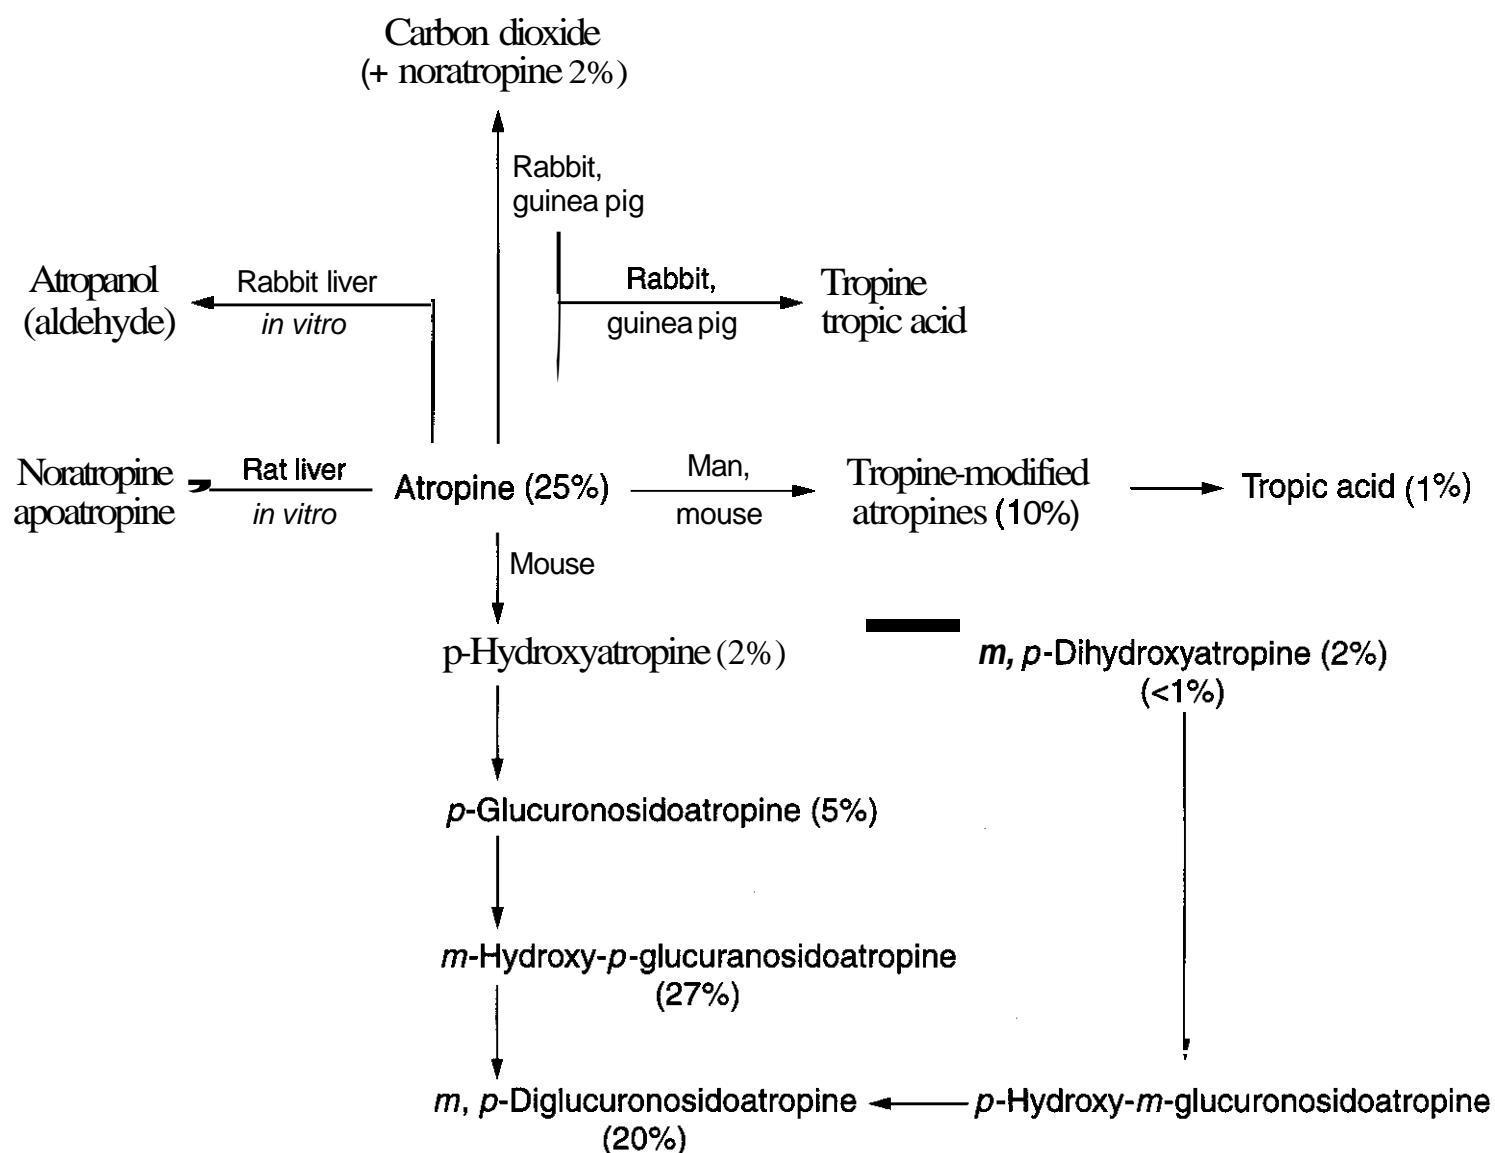 Carbon dioxide
(+ noratropine 2%)
Rabbit,
guinea pig
Atropanol
(aldehyde)
Rabbit liver
in vitro
Rabbit,
guinea pig
Tropine
tropic acid
Noratropine
apoatropine
Rat liver
in vitro
Atropine (25%)
Man,
mouse
Tropine-modified
atropines (10%)
Tropic acid (1%)
Mouse
p-Hydroxyatropine (2%)
m, p-Dihydroxyatropine (2%)
(<1%)
p-Glucuronosidoatropine (5%)
m-Hydroxy-p-glucuranosidoatropine
(27%)
m, p-Diglucuronosidoatropine
(20%)
p-Hydroxy-m-glucuronosidoatropine